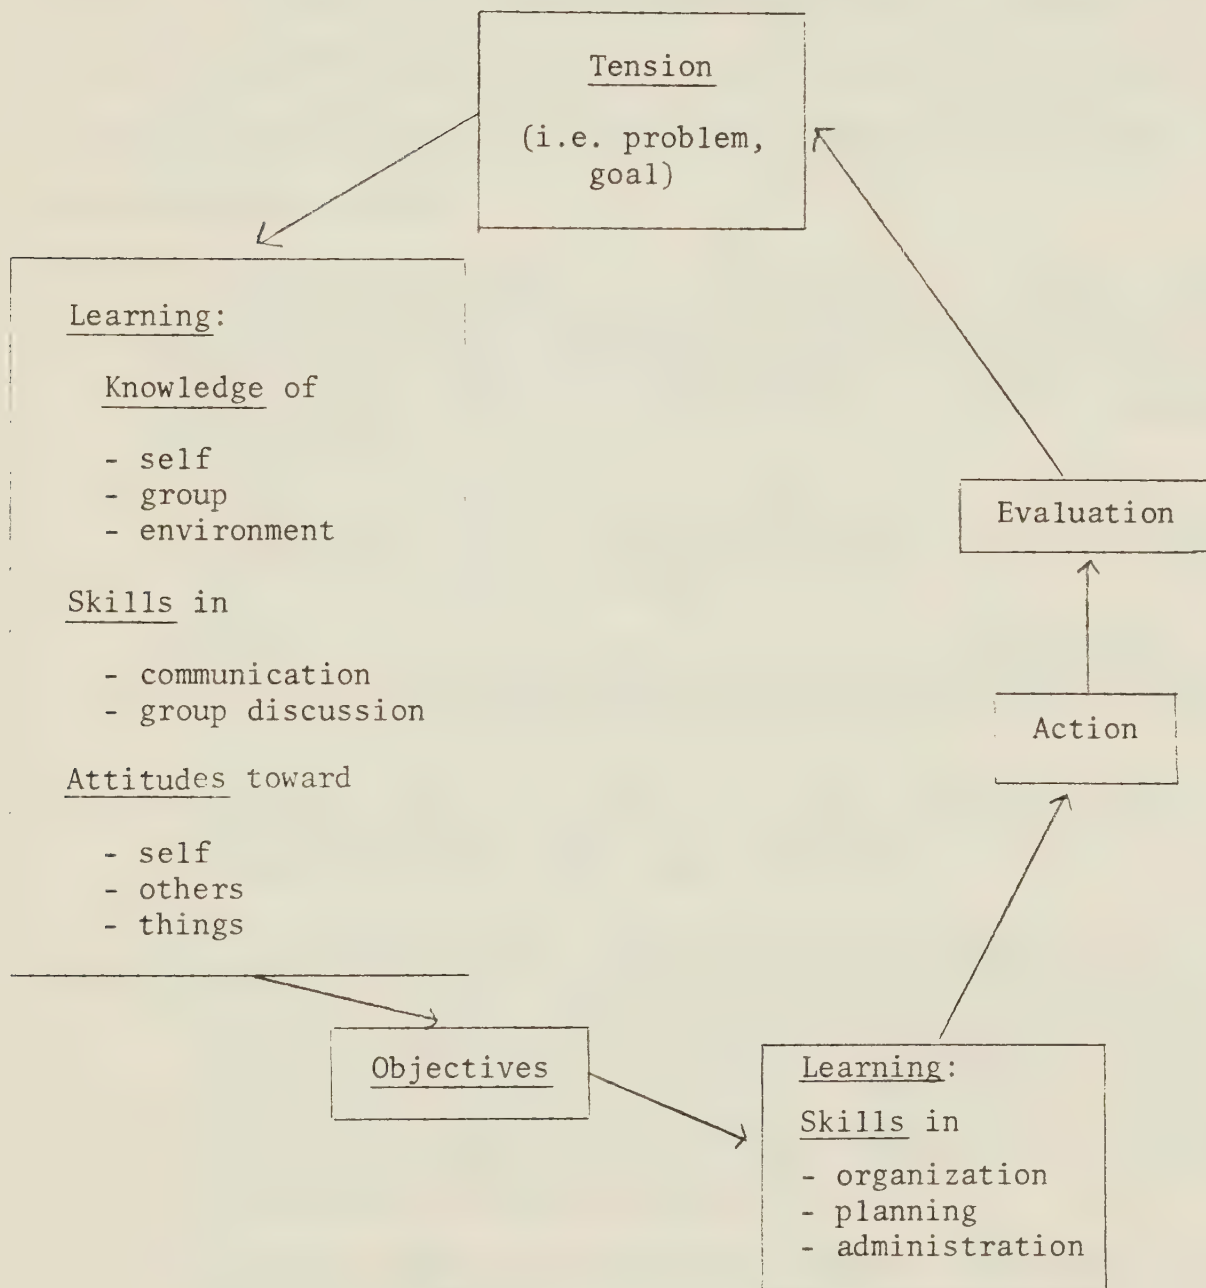 Tension
(i.e. problem,
goal)
Learning:
Knowledge of
- self
- group
- environment
Skills in
- communication
- group discussion
Attitudes toward
- self
- others
- things
Objectives
Learning:
Skills in
- organization
- planning
- administration
Action
Evaluation